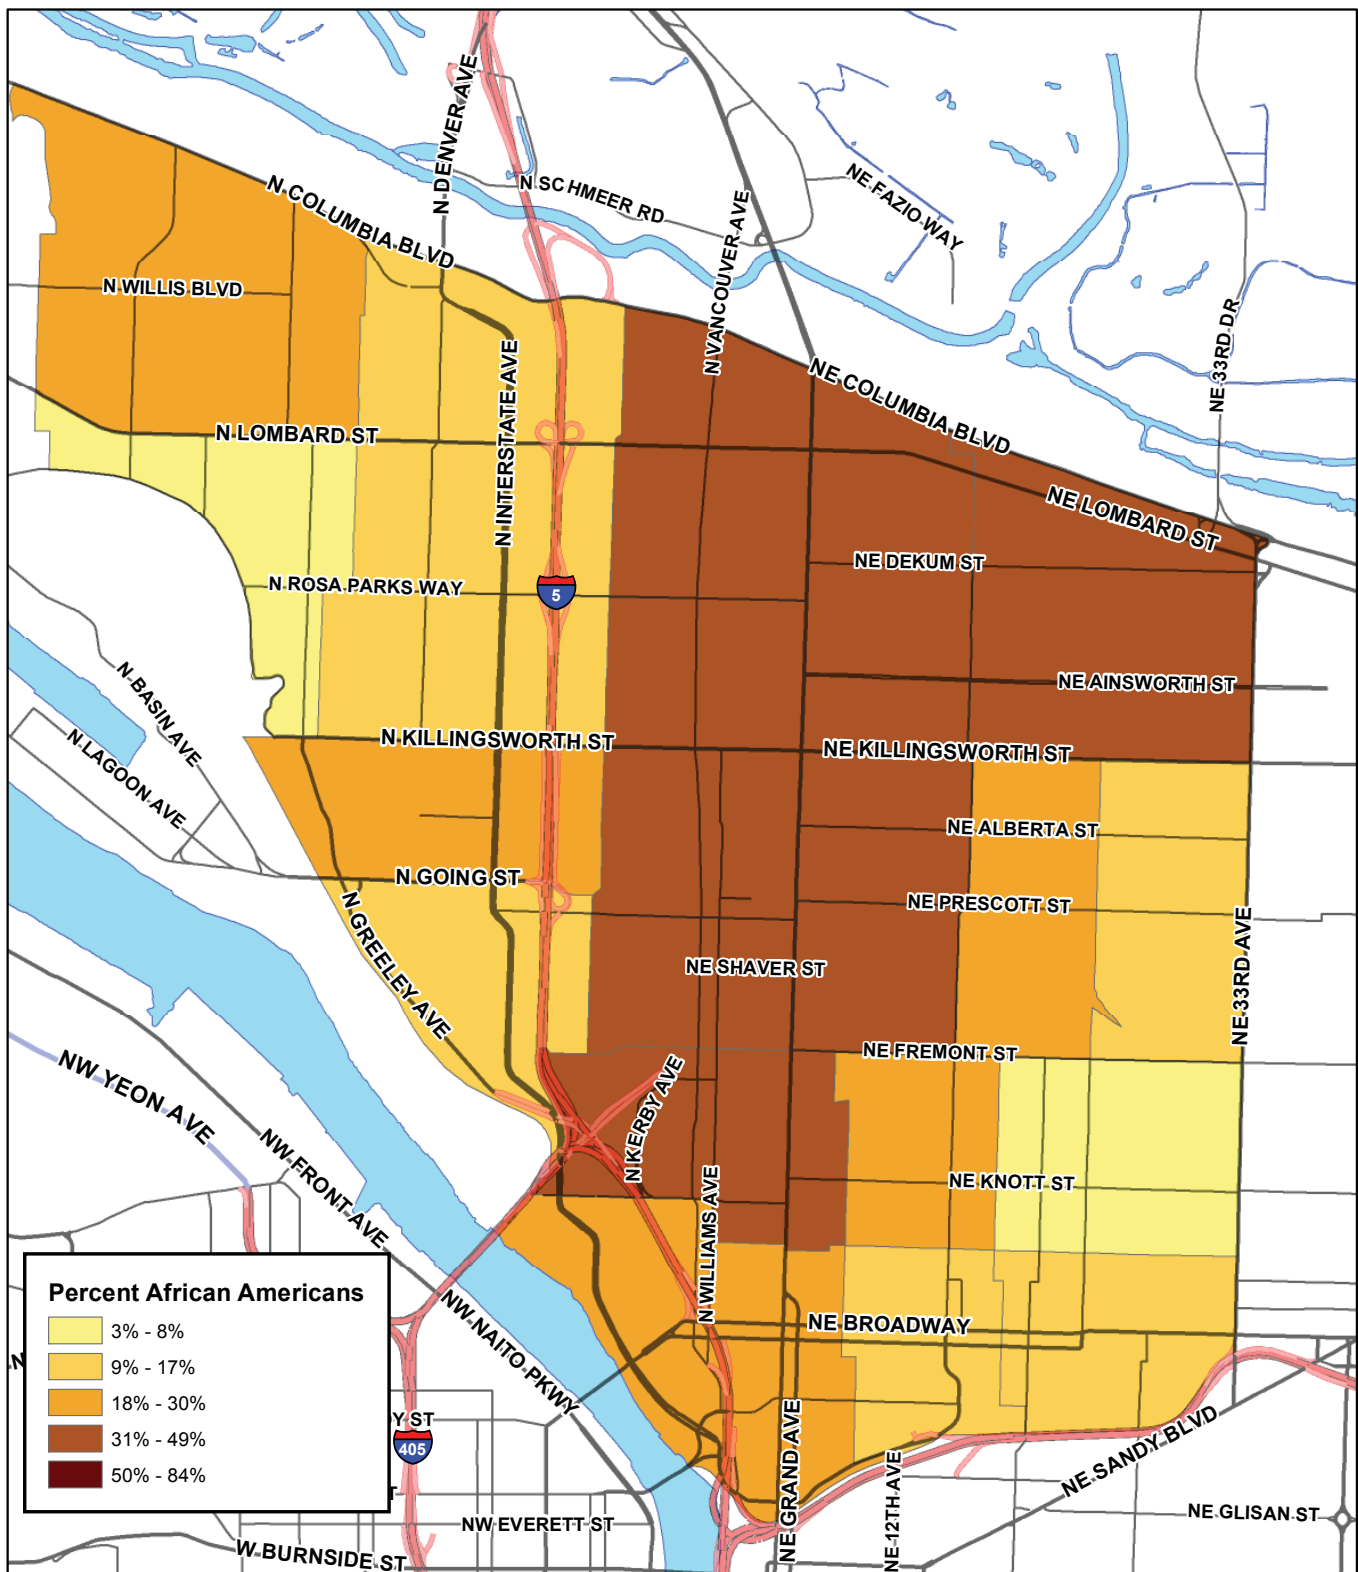 N DENVER AVE
N SCHMEER RD
NE FAZIO WAY
N COLUMBIA BLVD
N VANCOUVER AVE
N WILLIS BLVD
NE 33RD DR
N INTERSTATE AVE
NE COLUMBIA BLVD
N LOMBARD ST
NE LOMBARD ST
NE DEKUM ST
N ROSA PARKS WAY
5
NE AINSWORTH ST
N BASIN AVE
N LAGOON AVE
N KILLINGSWORTH ST
NE KILLINGSWORTH ST
NE ALBERTA ST
N GOING ST
NE PRESCOTT ST
N GREELEY AVE
NE SHAVER ST
NE 33RD AVE
NE FREMONT ST
NW YEON AVE
N KERBY AVE
NW FRONT AVE
NE KNOTT ST
N WILLIAMS AVE
Percent African Americans
3% - 8%
9% - 17%
18% - 30%
31% - 49%
50% - 84%
NW NAITO PKWY
NE BROADWAY
405
NE GRAND AVE
NE 12TH AVE
NE SANDY BLVD
NE GLISAN ST
NW EVERETT ST
W BURNSIDE ST